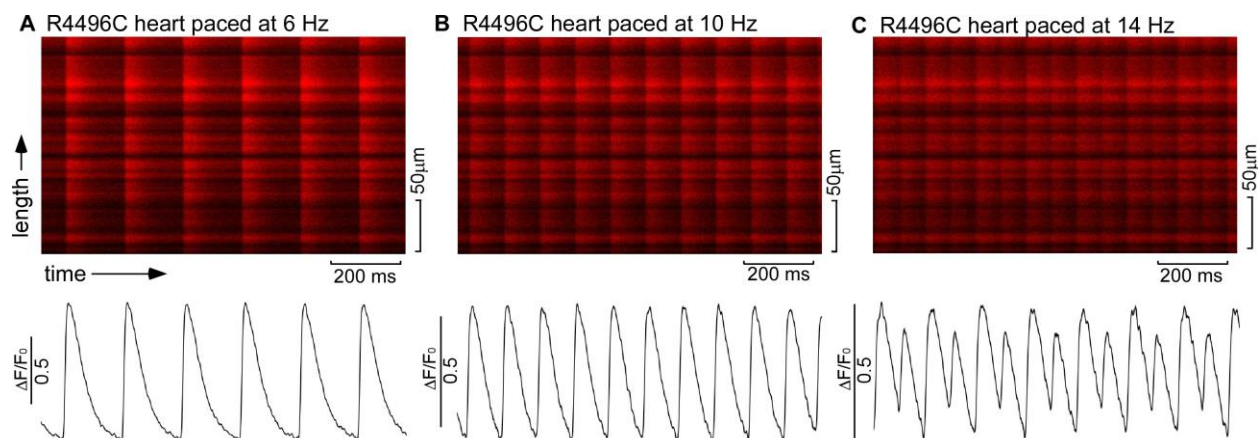 A R4496C heart paced at 6 Hz
B R4496C heart paced at 10 Hz
C R4496C heart paced at 14 Hz
length
50μm
50μm
50μm
time
200 ms
200 ms
200 ms
ΔF/F₀
0.5
ΔF/F₀
0.5
ΔF/F₀
0.5